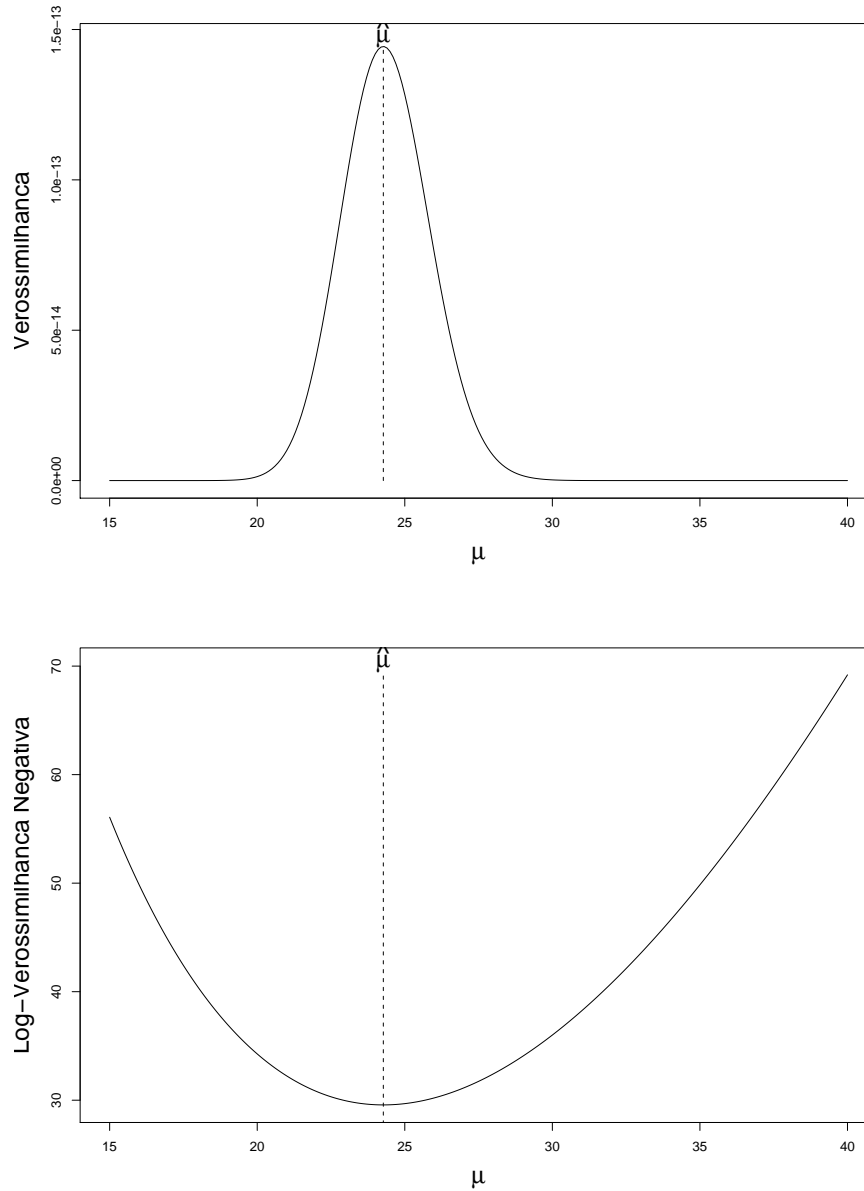 μ̂
1.5e−13
1.0e−13
5.0e−14
0.0e+00
Verossimilhanca
15 20 25 30 35 40
μ
μ̂
70
60
50
40
30
Log−Verossimilhanca Negativa
15 20 25 30 35 40
μ